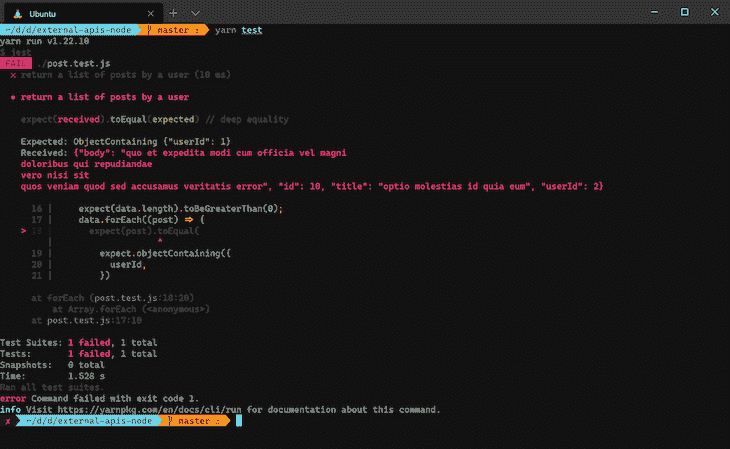 Ubuntu
~/d/d/external-apis-node master : yarn test
yarn run v1.22.10
$ jest
FAIL ./post.test.js
✕ return a list of posts by a user (10 ms)
● return a list of posts by a user
expect(received).toEqual(expected) // deep equality
Expected: ObjectContaining {"userId": 1}
Received: {"body": "quo et expedita modi cum officia vel magni
doloribus qui repudiandae
vero nisi sit
quos veniam quod sed accusamus veritatis error", "id": 10, "title": "optio molestias id quia eum", "userId": 2}
16 | expect(data.length).toBeGreaterThan(0);
17 | data.forEach((post) => {
> 18 | expect(post).toEqual(
| ^
19 | expect.objectContaining({
20 | userId,
21 | })
at forEach (post.test.js:18:20)
at Array.forEach (<anonymous>)
at post.test.js:17:10
Test Suites: 1 failed, 1 total
Tests: 1 failed, 1 total
Snapshots: 0 total
Time: 1.528 s
Ran all test suites.
error Command failed with exit code 1.
info Visit https://yarnpkg.com/en/docs/cli/run for documentation about this command.
✗ ~/d/d/external-apis-node master :